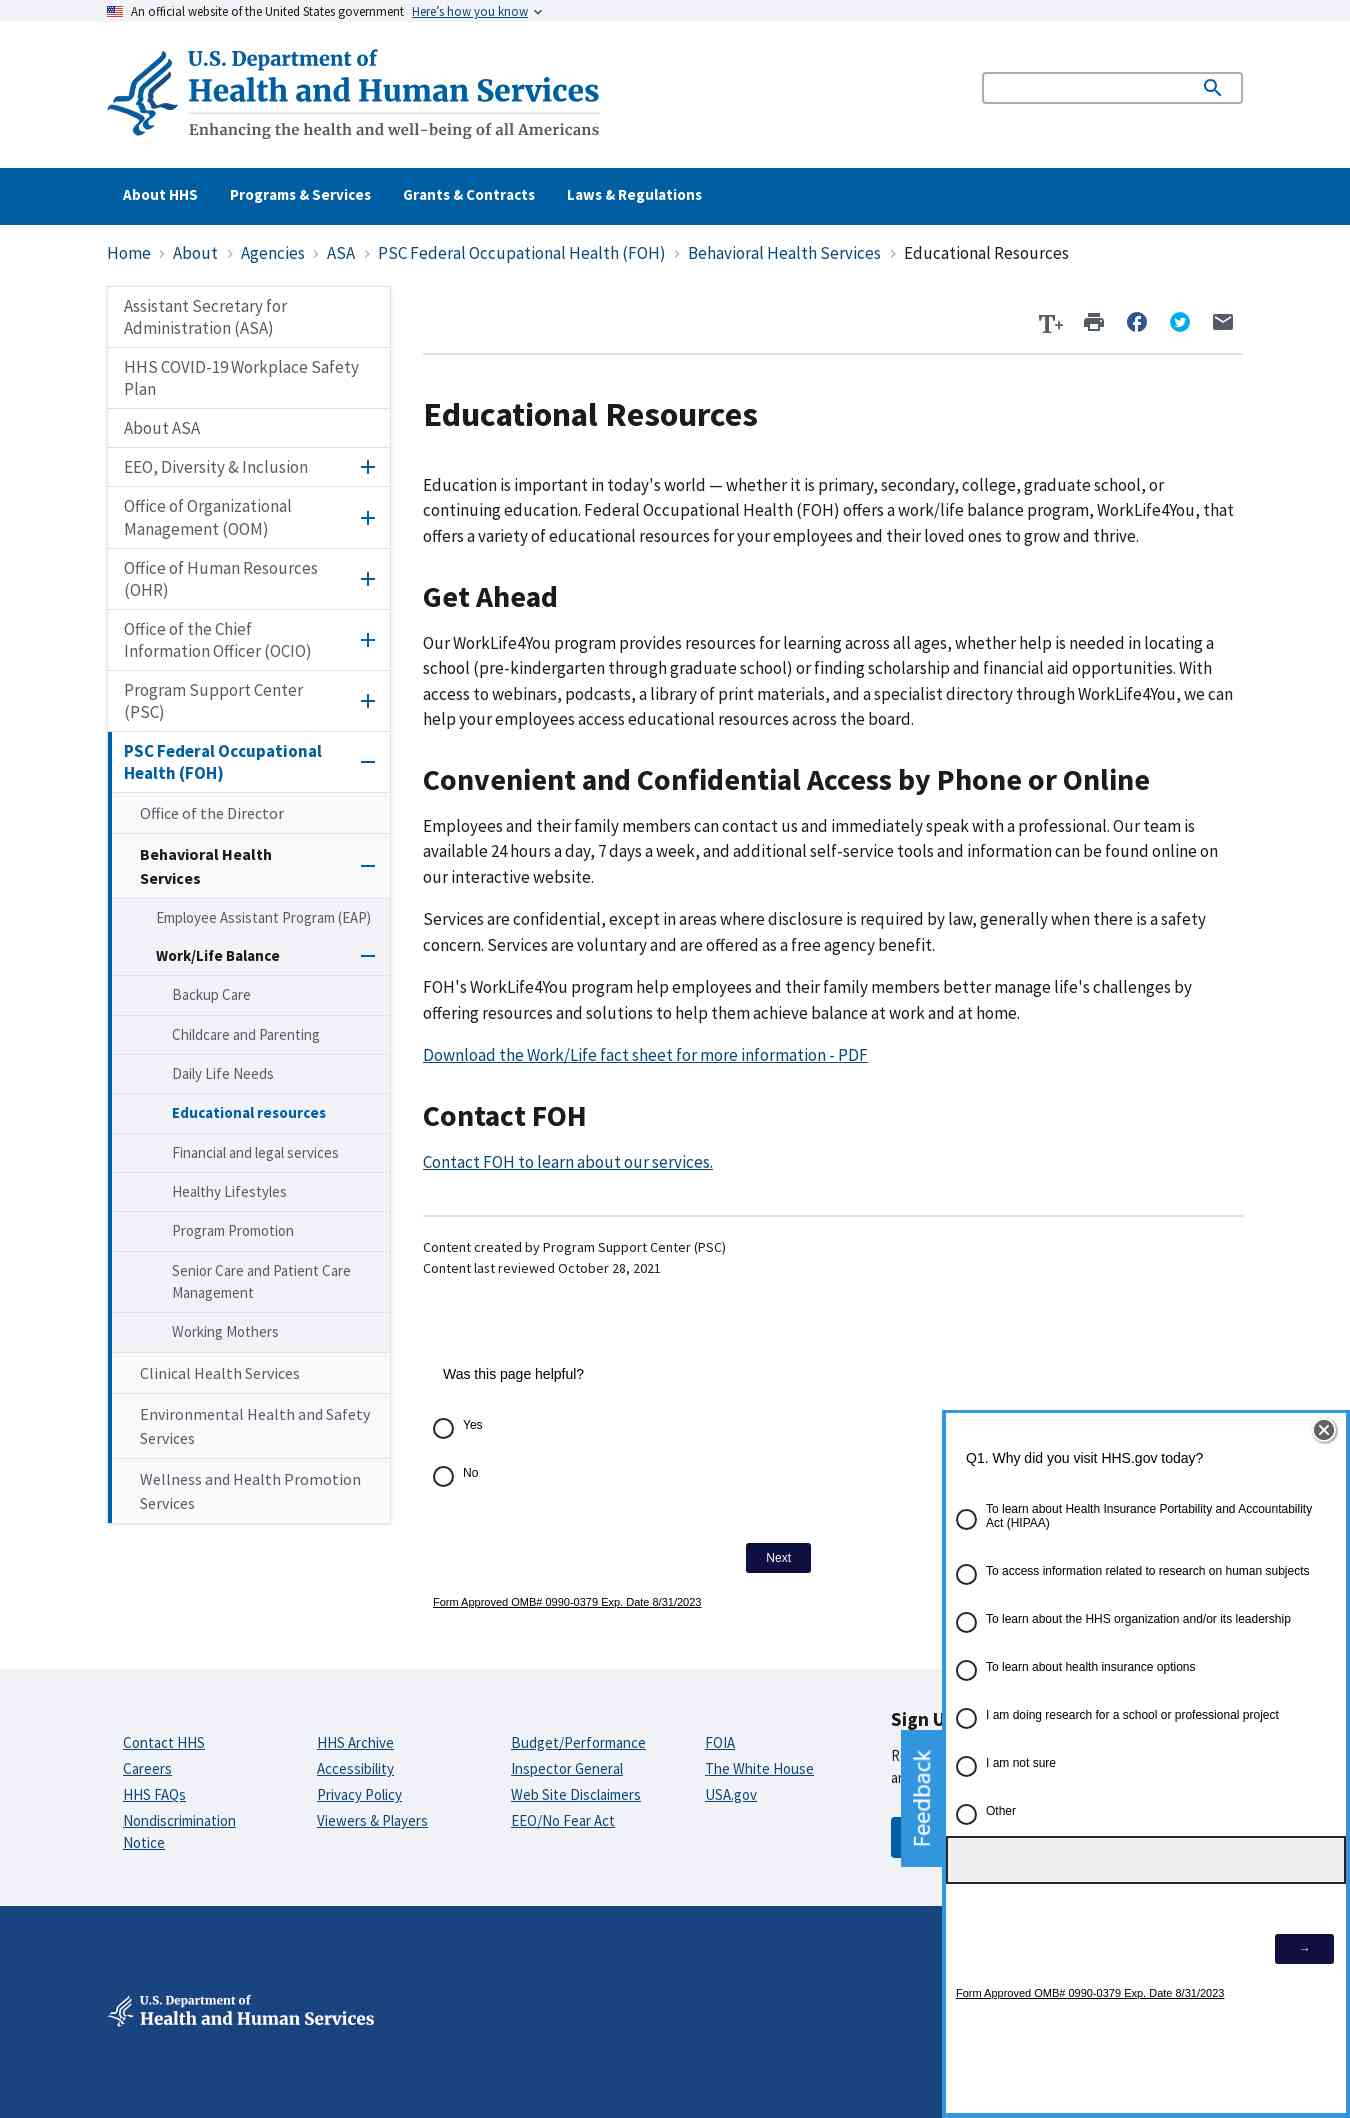 An official website of the United States government Here’s how you know
U.S. Department of
Health and Human Services
Enhancing the health and well-being of all Americans
About HHS
Programs & Services
Grants & Contracts
Laws & Regulations
Home > About > Agencies > ASA > PSC Federal Occupational Health (FOH) > Behavioral Health Services > Educational Resources
Assistant Secretary for
Administration (ASA)
HHS COVID-19 Workplace Safety
Plan
About ASA
EEO, Diversity & Inclusion
Office of Organizational
Management (OOM)
Office of Human Resources
(OHR)
Office of the Chief
Information Officer (OCIO)
Program Support Center
(PSC)
PSC Federal Occupational
Health (FOH)
Office of the Director
Behavioral Health
Services
Employee Assistant Program (EAP)
Work/Life Balance
Backup Care
Childcare and Parenting
Daily Life Needs
Educational resources
Financial and legal services
Healthy Lifestyles
Program Promotion
Senior Care and Patient Care
Management
Working Mothers
Clinical Health Services
Environmental Health and Safety
Services
Wellness and Health Promotion
Services
T+
Educational Resources
Education is important in today's world — whether it is primary, secondary, college, graduate school, or
continuing education. Federal Occupational Health (FOH) offers a work/life balance program, WorkLife4You, that
offers a variety of educational resources for your employees and their loved ones to grow and thrive.
Get Ahead
Our WorkLife4You program provides resources for learning across all ages, whether help is needed in locating a
school (pre-kindergarten through graduate school) or finding scholarship and financial aid opportunities. With
access to webinars, podcasts, a library of print materials, and a specialist directory through WorkLife4You, we can
help your employees access educational resources across the board.
Convenient and Confidential Access by Phone or Online
Employees and their family members can contact us and immediately speak with a professional. Our team is
available 24 hours a day, 7 days a week, and additional self-service tools and information can be found online on
our interactive website.
Services are confidential, except in areas where disclosure is required by law, generally when there is a safety
concern. Services are voluntary and are offered as a free agency benefit.
FOH's WorkLife4You program help employees and their family members better manage life's challenges by
offering resources and solutions to help them achieve balance at work and at home.
Download the Work/Life fact sheet for more information - PDF
Contact FOH
Contact FOH to learn about our services.
Content created by Program Support Center (PSC)
Content last reviewed October 28, 2021
Was this page helpful?
Yes
No
Next
Form Approved OMB# 0990-0379 Exp. Date 8/31/2023
Q1. Why did you visit HHS.gov today?
To learn about Health Insurance Portability and Accountability
Act (HIPAA)
To access information related to research on human subjects
To learn about the HHS organization and/or its leadership
To learn about health insurance options
I am doing research for a school or professional project
I am not sure
Other
→
Form Approved OMB# 0990-0379 Exp. Date 8/31/2023
Feedback
Contact HHS
Careers
HHS FAQs
Nondiscrimination
Notice
HHS Archive
Accessibility
Privacy Policy
Viewers & Players
Budget/Performance
Inspector General
Web Site Disclaimers
EEO/No Fear Act
FOIA
The White House
USA.gov
Sign U
U.S. Department of
Health and Human Services